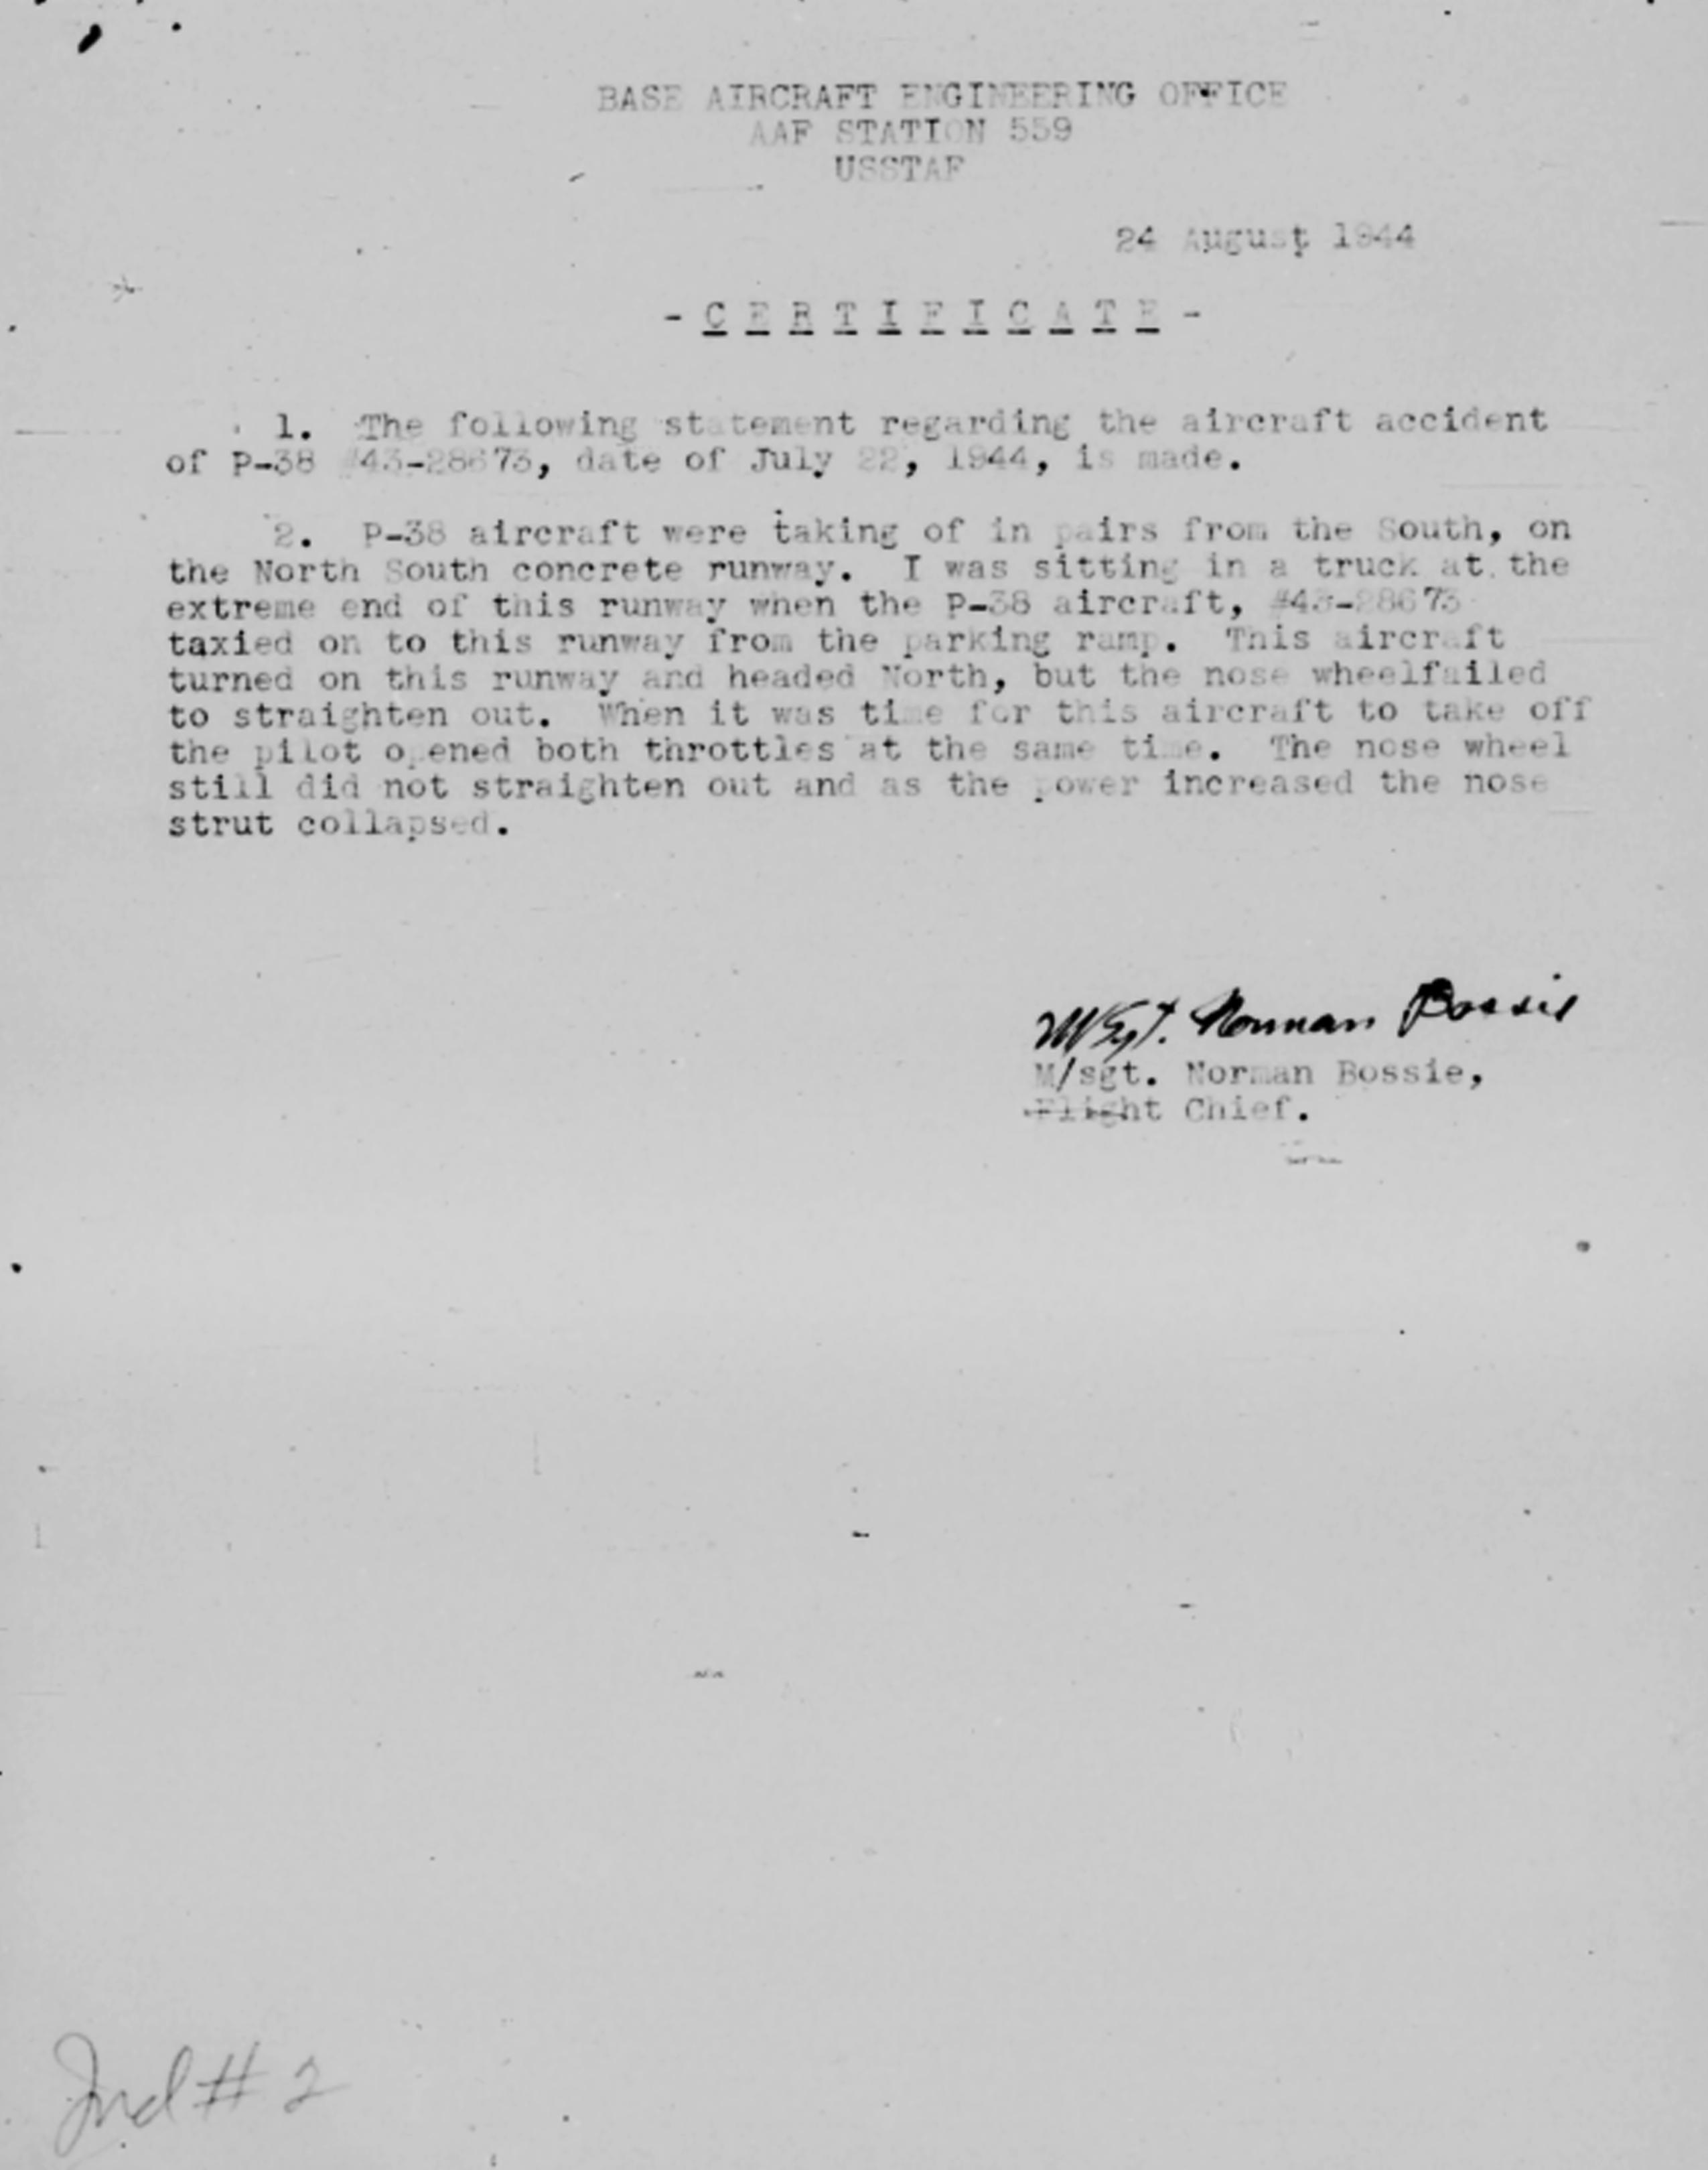 BASE AIRCRAFT ENGINEERING OFFICE
AAF STATION 559
USSTAF
24 August 1944
- C E R T I F I C A T E -
1. The following statement regarding the aircraft accident
of P-38 #43-28673, date of July 22, 1944, is made.
2. P-38 aircraft were taking of in pairs from the South, on
the North South concrete runway. I was sitting in a truck at the
extreme end of this runway when the P-38 aircraft, #43-28673
taxied on to this runway from the parking ramp. This aircraft
turned on this runway and headed North, but the nose wheelfailed
to straighten out. When it was time for this aircraft to take off
the pilot opened both throttles at the same time. The nose wheel
still did not straighten out and as the power increased the nose
strut collapsed.
M/Sgt. Norman Bossie
M/sgt. Norman Bossie,
Flight Chief.
Incl # 2